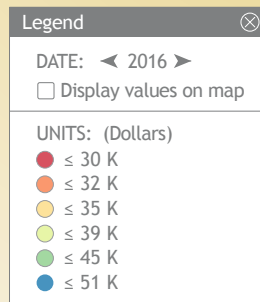 Legend
DATE: 2016
Display values on map
UNITS: (Dollars)
≤ 30 K
≤ 32 K
≤ 35 K
≤ 39 K
≤ 45 K
≤ 51 K